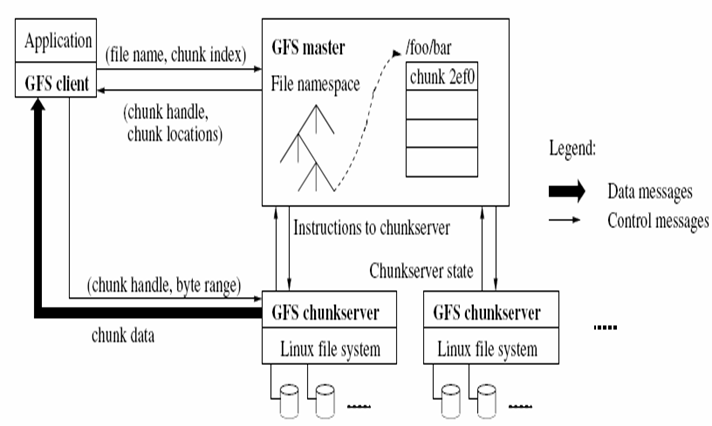 Application
GFS client
(file name, chunk index)
(chunk handle,
chunk locations)
GFS master
File namespace
/foo/bar
chunk 2ef0
Legend:
Data messages
Control messages
Instructions to chunkserver
Chunkserver state
(chunk handle, byte range)
chunk data
GFS chunkserver
Linux file system
GFS chunkserver
Linux file system